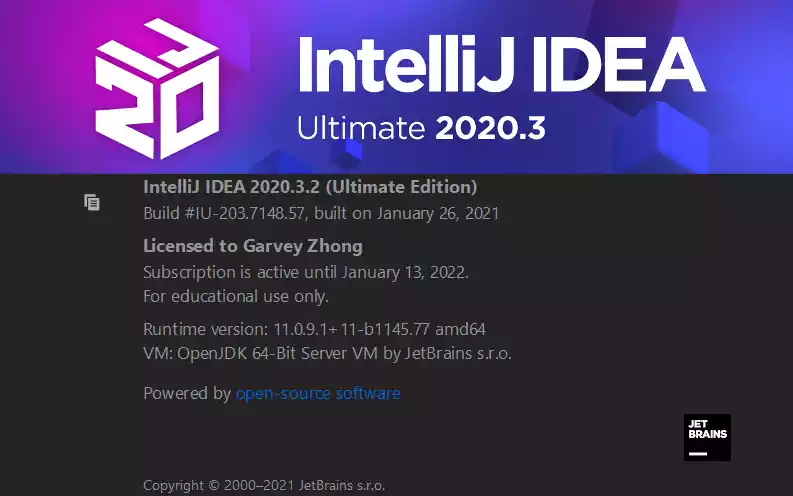 IJ
20
IntelliJ IDEA
Ultimate 2020.3
IntelliJ IDEA 2020.3.2 (Ultimate Edition)
Build #IU-203.7148.57, built on January 26, 2021
Licensed to Garvey Zhong
Subscription is active until January 13, 2022.
For educational use only.
Runtime version: 11.0.9.1+11-b1145.77 amd64
VM: OpenJDK 64-Bit Server VM by JetBrains s.r.o.
Powered by open-source software
JET
BRAINS
Copyright © 2000–2021 JetBrains s.r.o.